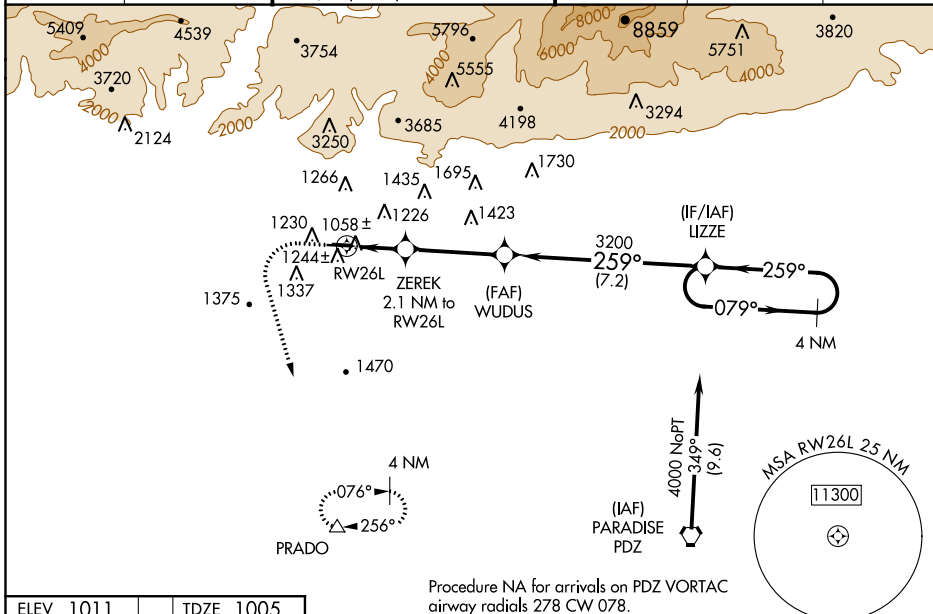 5409
4539
3754
5796
8000
8859
5751
3820
4000
3720
4000
5555
6000
4000
2000
2124
2000
3250
3685
4198
3294
2000
1266
1435
1695
1730
1230
1058±
1226
1423
(IF/IAF)
LIZZE
1244±
RW26L
3200
259°
(7.2)
259°
1337
ZEREK
2.1 NM to
RW26L
(FAF)
WUDUS
1375
079°
4 NM
1470
4000 NoPT
349°
(9.6)
MSA RW26L 25 NM
11300
4 NM
076°
256°
PRADO
(IAF)
PARADISE
PDZ
Procedure NA for arrivals on PDZ VORTAC
airway radials 278 CW 078.
ELEV 1011
TDZE 1005